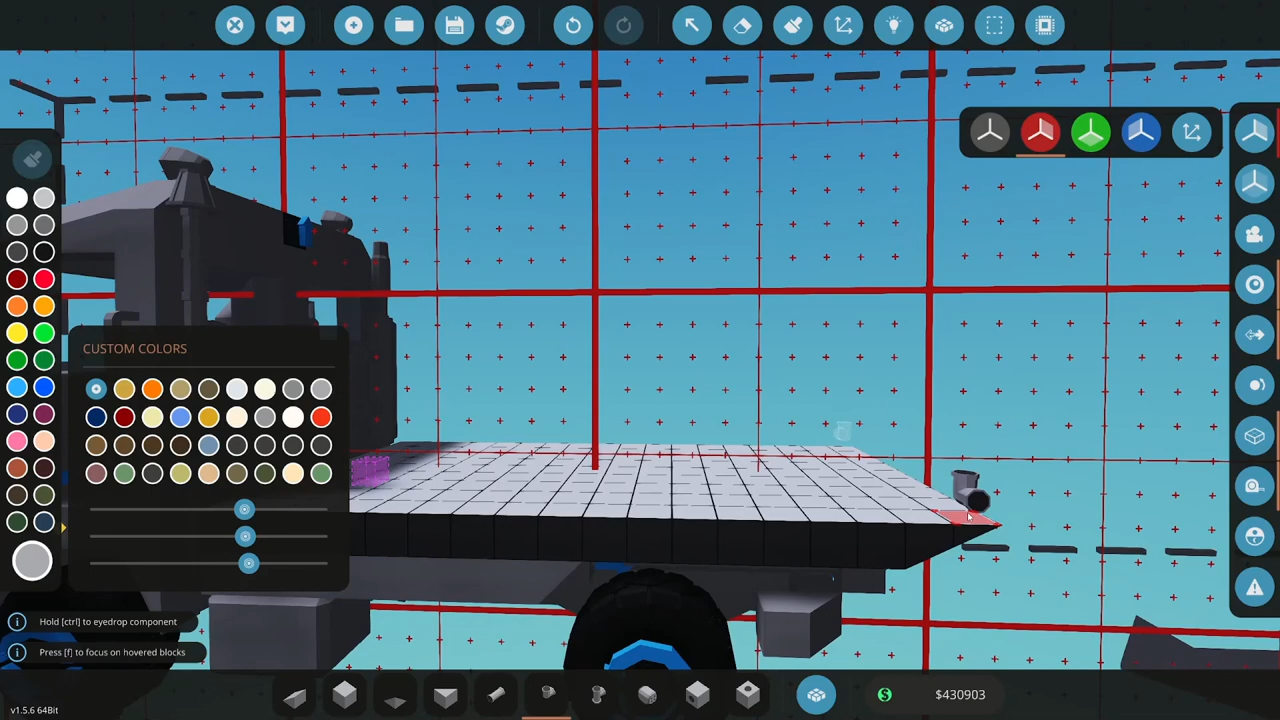 CUSTOM COLORS
Hold [ctrl] to eyedrop component
Press [f] to focus on hovered blocks
$430903
v1.5.6 64Bit